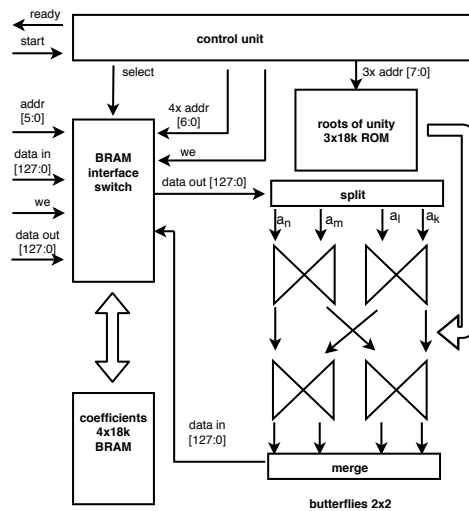 ready
start
control unit
select
4x addr
[6:0]
3x addr [7:0]
addr
[5:0]
roots of unity
3x18k ROM
data in
[127:0]
BRAM
interface
switch
we
data out [127:0]
split
we
data out
[127:0]
an
am
al
ak
coefficients
4x18k
BRAM
data in
[127:0]
merge
butterflies 2x2